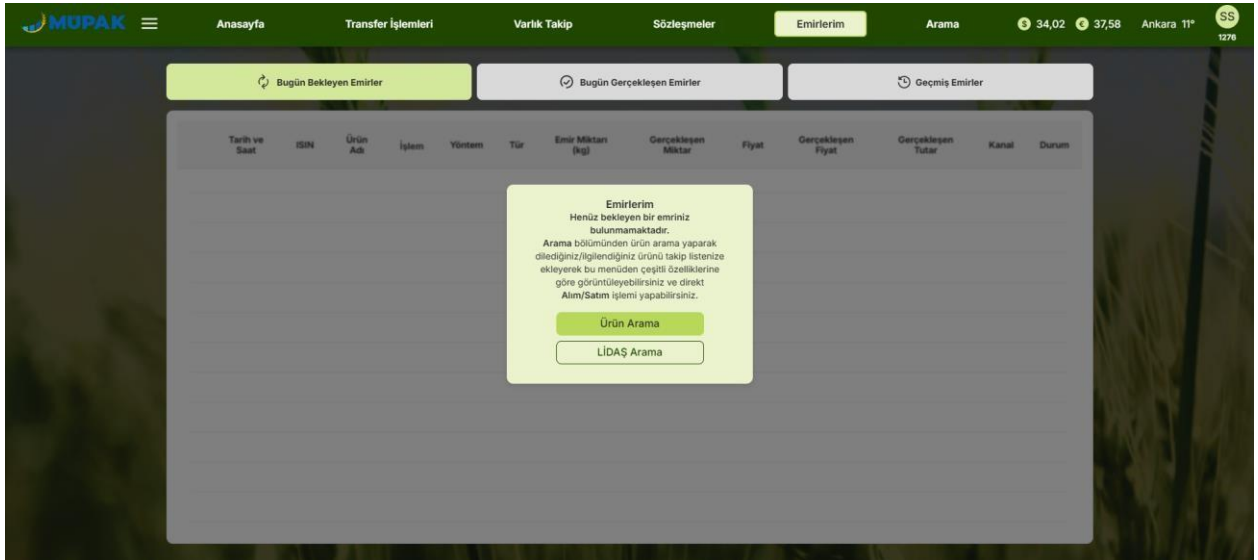 MÜPAK
Anasayfa
Transfer İşlemleri
Varlık Takip
Sözleşmeler
Emirlerim
Arama
$ 34,02 € 37,58
Ankara 11°
SS
1276
Bugün Bekleyen Emirler
Bugün Gerçekleşen Emirler
Geçmiş Emirler
Tarih ve
Saat
ISIN
Ürün
Adı
İşlem
Yöntem
Tür
Emir Miktarı
(kg)
Gerçekleşen
Miktar
Fiyat
Gerçekleşen
Fiyat
Gerçekleşen
Tutar
Kanal
Durum
Emirlerim
Henüz bekleyen bir emriniz
bulunmamaktadır.
Arama bölümünden ürün arama yaparak
dilediğiniz/ilgilendiğiniz ürünü takip listenize
ekleyerek bu menüden çeşitli özelliklerine
göre görüntüleyebilirsiniz ve direkt
Alım/Satım işlemi yapabilirsiniz.
Ürün Arama
LİDAŞ Arama